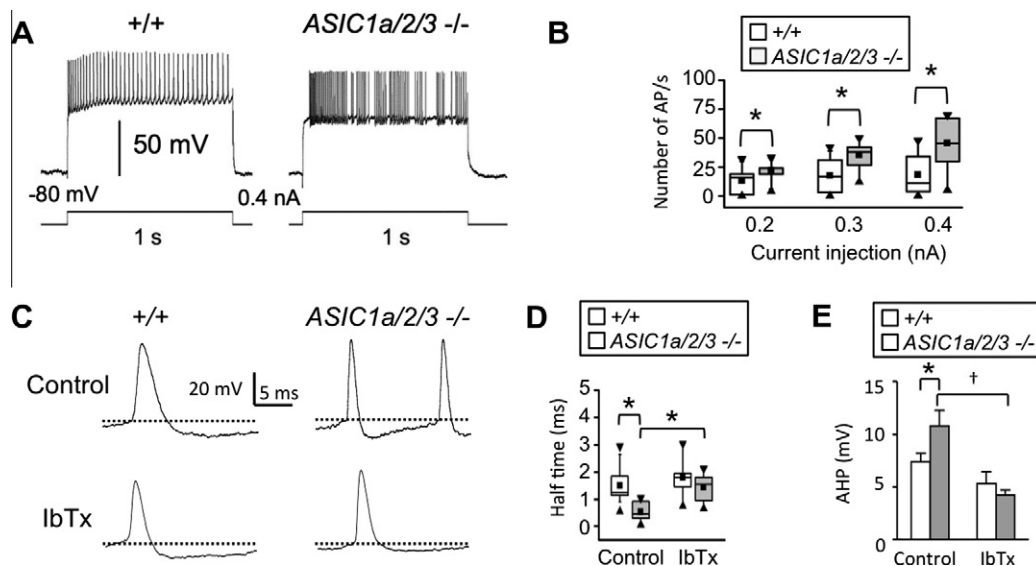 A
+/+
ASIC1a/2/3 -/-
50 mV
-80 mV
0.4 nA
1 s
1 s
B
+/+
ASIC1a/2/3 -/-
Number of AP/s
100
75
50
25
0
*
*
*
0.2
0.3
0.4
Current injection (nA)
C
+/+
ASIC1a/2/3 -/-
Control
20 mV
5 ms
IbTx
D
+/+
ASIC1a/2/3 -/-
Half time (ms)
5
4
3
2
1
0
*
*
Control
IbTx
E
+/+
ASIC1a/2/3 -/-
AHP (mV)
15
10
5
0
*
†
Control
IbTx